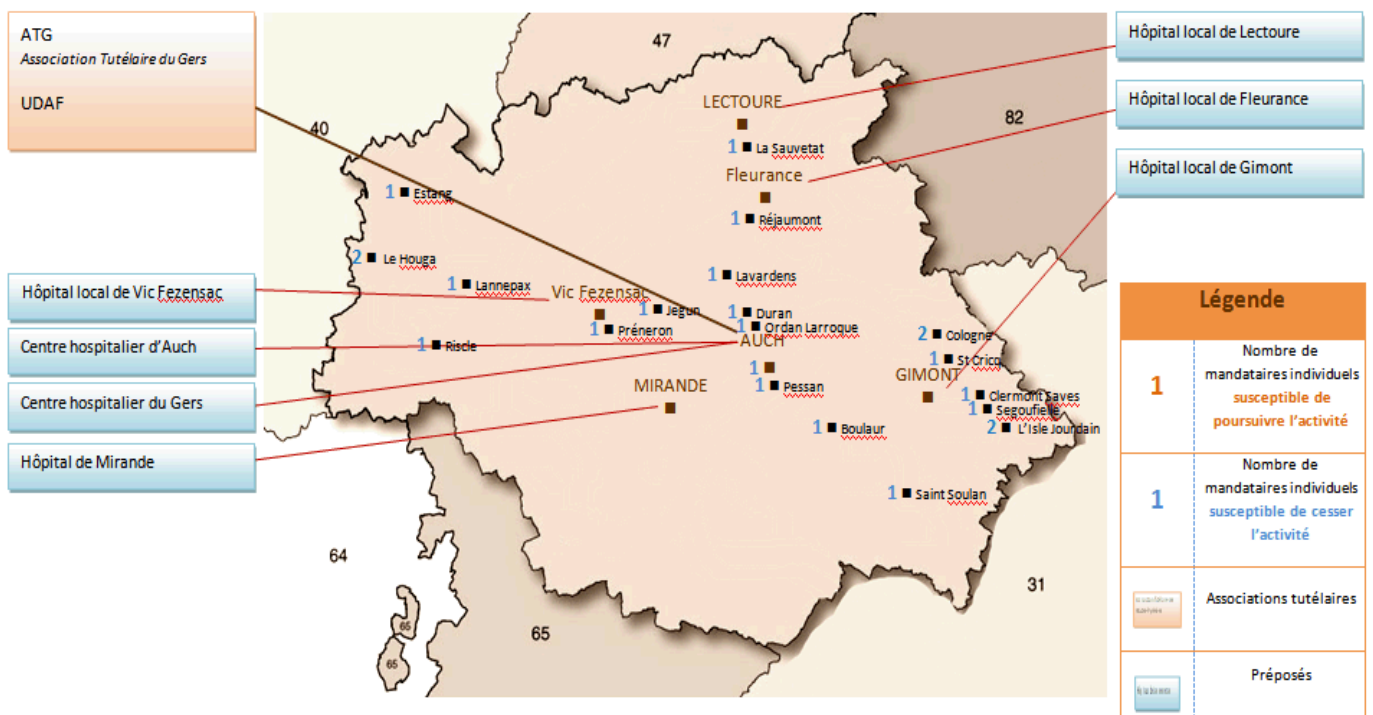 ATG
Association Tutélaire du Gers
UDAF
Hôpital local de Vic Fezensac
Centre hospitalier d'Auch
Centre hospitalier du Gers
Hôpital de Mirande
47
40
82
64
65
65
65
31
LECTOURE
1 La Sauvetat
Fleurance
1 Réjaumont
1 Estang
2 Le Houga
1 Lannepax
Vic Fezensac
1 Jegun
1 Préneron
1 Riscle
1 Lavardens
1 Duran
1 Ordan Larroque
AUCH
1
1 Pessan
MIRANDE
1 Boulaur
2 Cologne
1 St Cricq
GIMONT
1 Clermont Saves
1 Segoufielle
2 L'Isle Jourdain
1 Saint Soulan
Hôpital local de Lectoure
Hôpital local de Fleurance
Hôpital local de Gimont
Légende
1
Nombre de
mandataires individuels
susceptible de
poursuivre l'activité
1
Nombre de
mandataires individuels
susceptible de cesser
l'activité
Associations tutélaires
Préposés